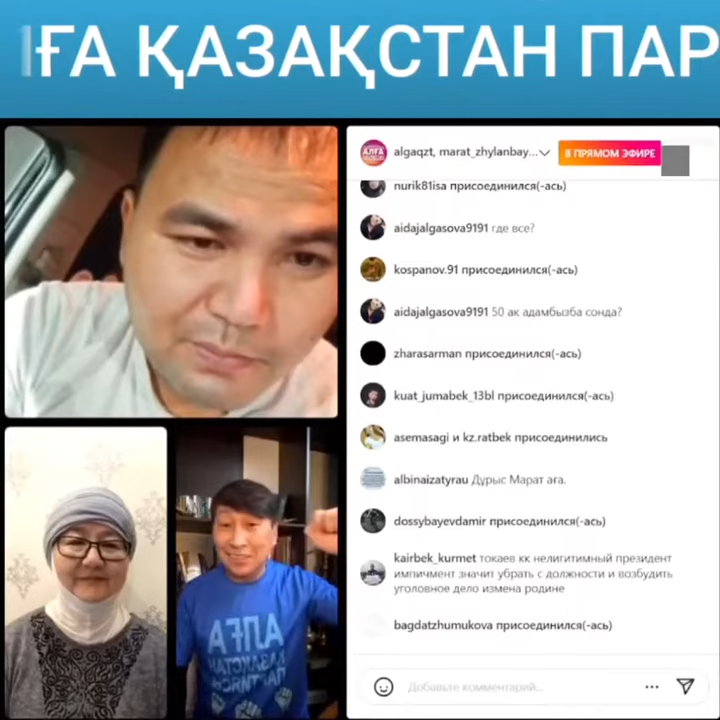 ҒА ҚАЗАҚСТАН ПАР
algaqzt, marat_zhylanbay...
В ПРЯМОМ ЭФИРЕ
nurik81isa присоединился(-ась)
aidajalgasova9191 где все?
kospanov.91 присоединился(-ась)
aidajalgasova9191 50 ак адамбызба сонда?
zharasarman присоединился(-ась)
kuat_jumabek_13bl присоединился(-ась)
asemasagi и kz.ratbek присоединились
albinaizatyrau Дұрыс Марат аға.
dossybayevdamir присоединился(-ась)
kairbek_kurmet токаев кк нелигитимный президент
импичмент значит убрать с должности и возбудить
уголовное дело измена родине
bagdatzhumukova присоединился(-ась)
Добавьте комментарий...
АЛҒА
ҚАЗАҚСТАН
ПАРТИЯСЫ